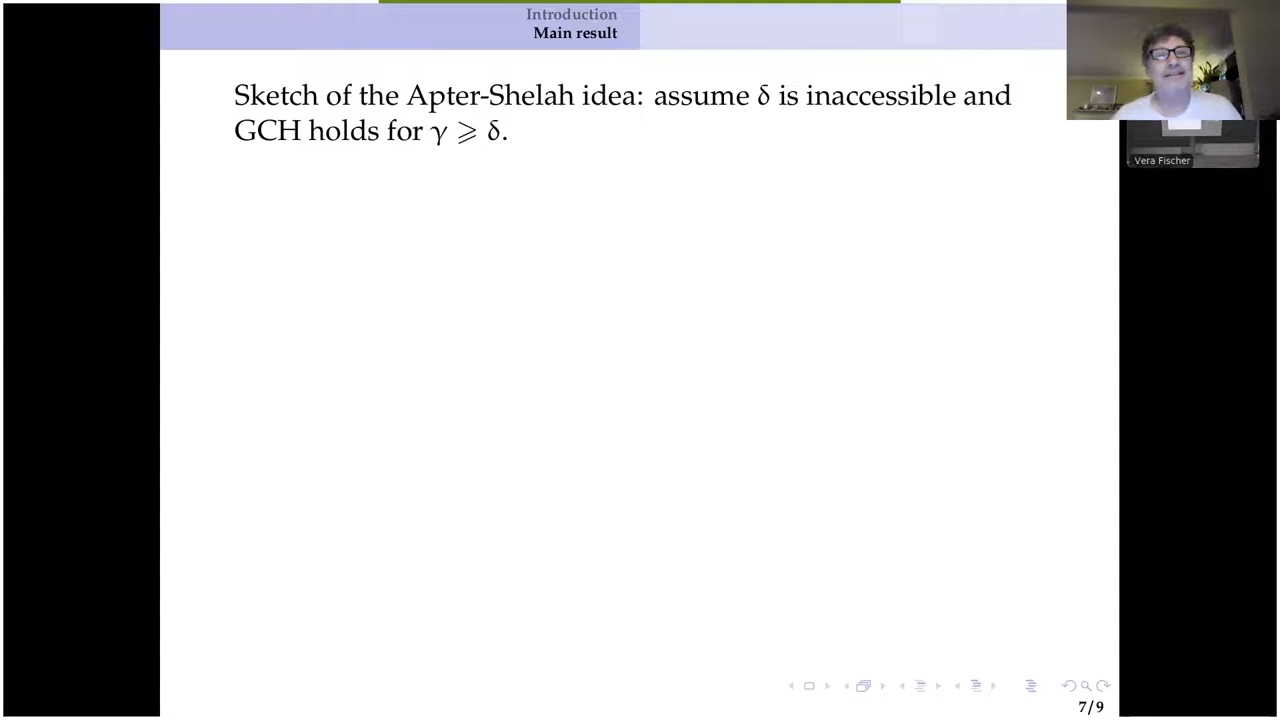 Introduction
Main result
Sketch of the Apter-Shelah idea: assume δ is inaccessible and
GCH holds for γ ⩾ δ.
Vera Fischer
7/9